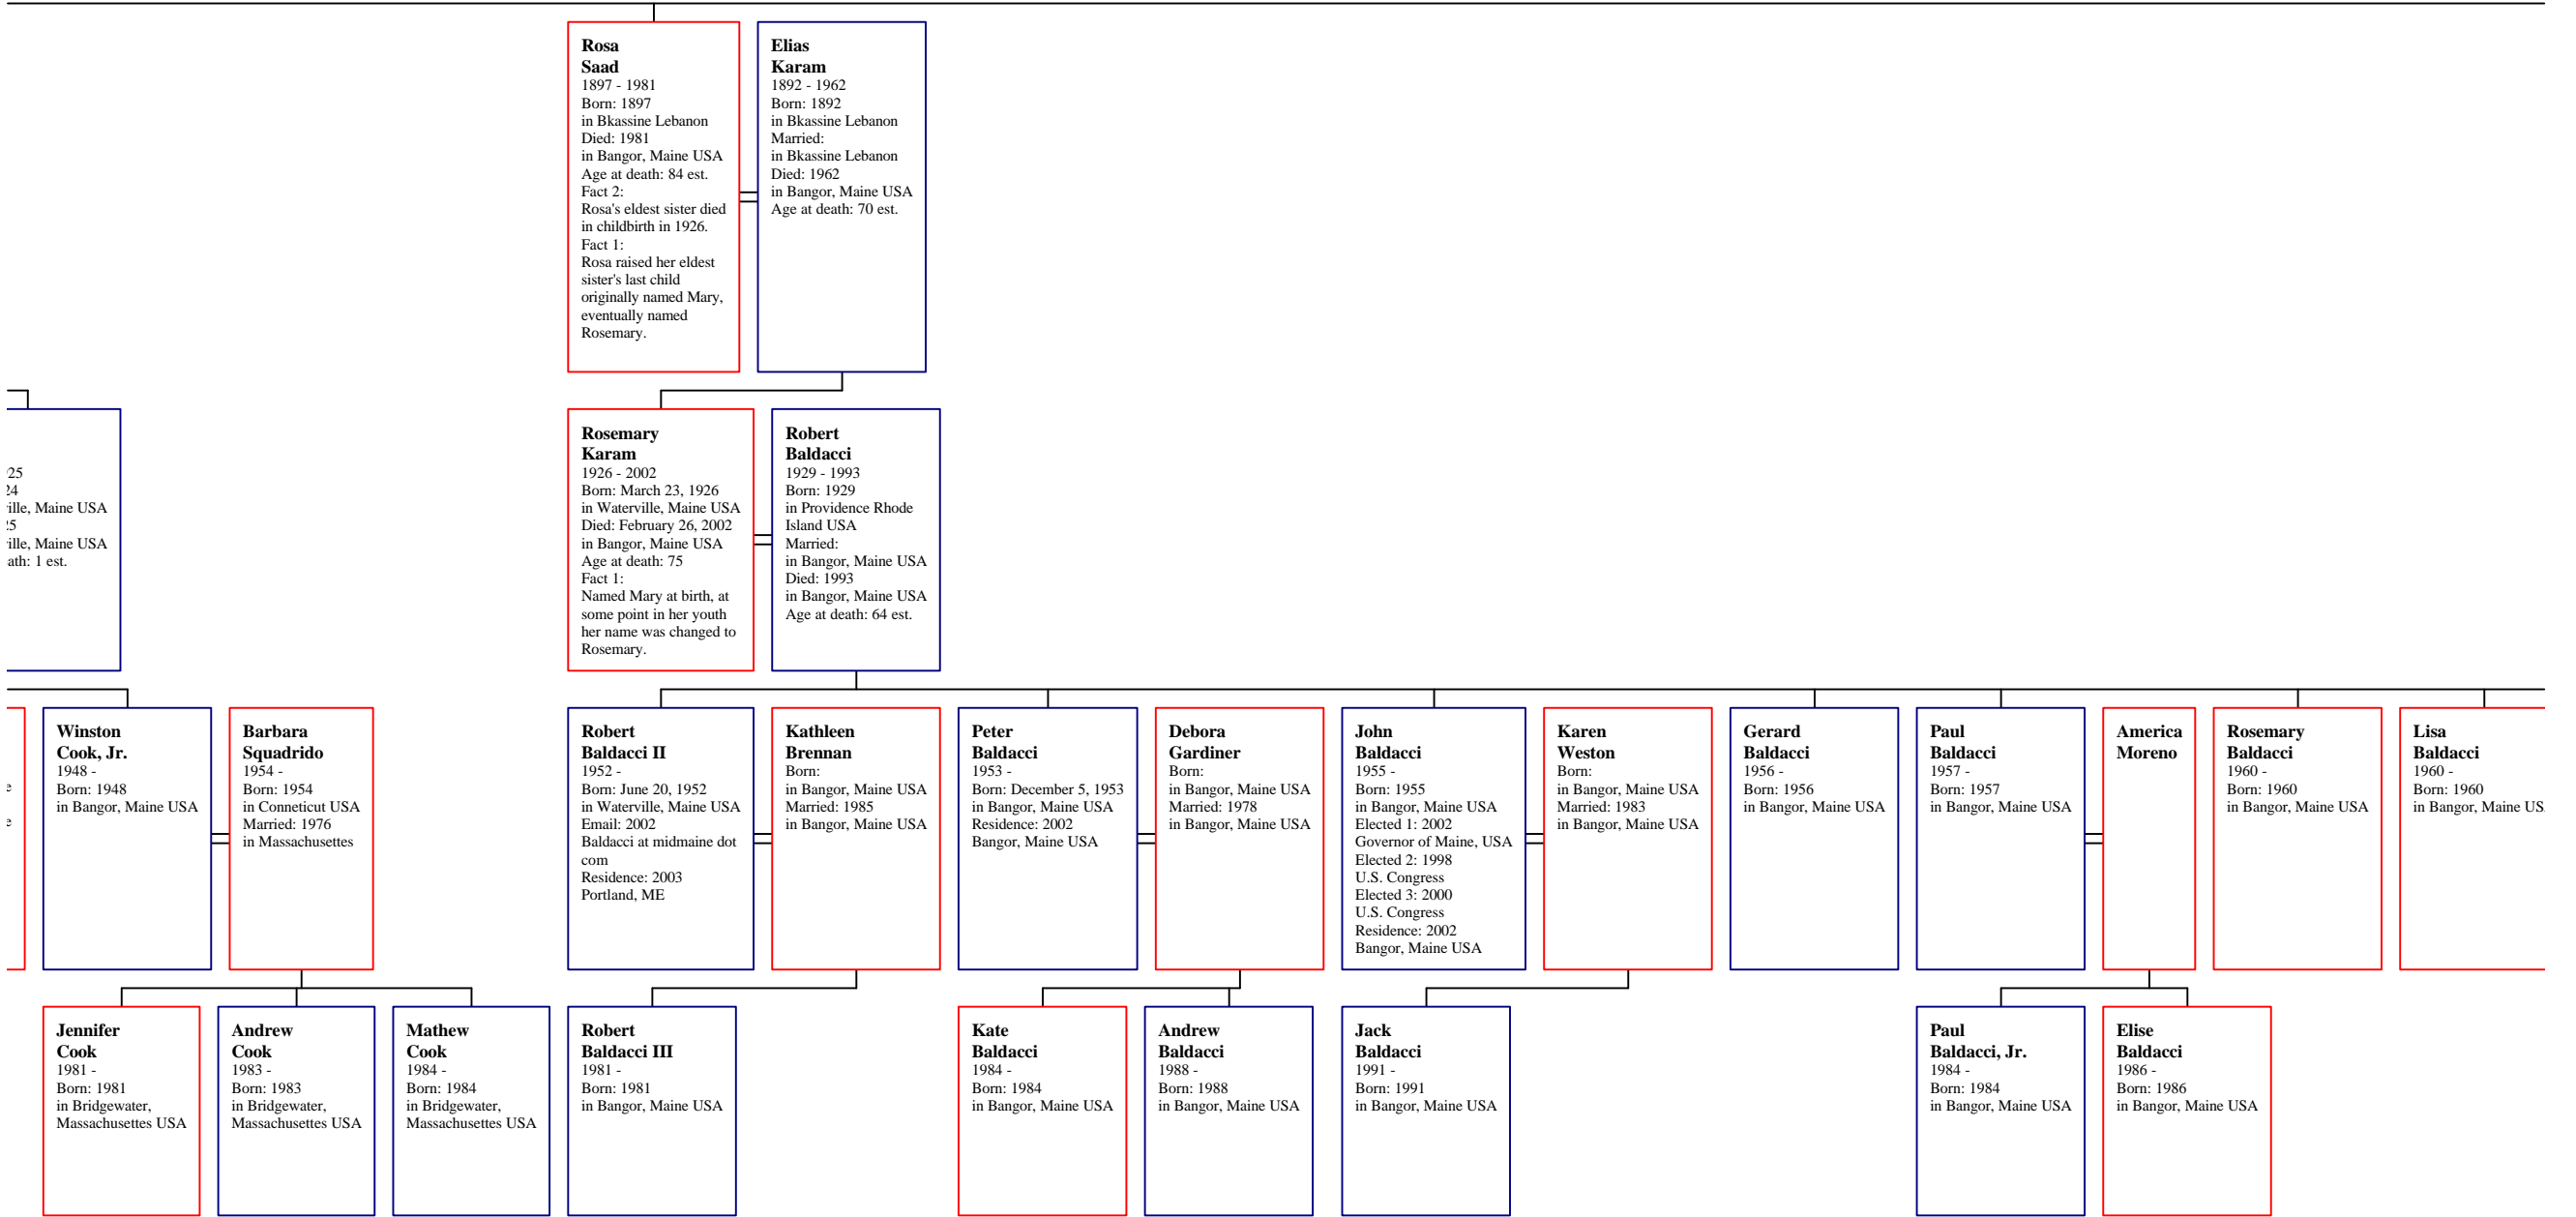 Rosa
Saad
1897 - 1981
Born: 1897
in Bkassine Lebanon
Died: 1981
in Bangor, Maine USA
Age at death: 84 est.
Fact 2:
Rosa's eldest sister died
in childbirth in 1926.
Fact 1:
Rosa raised her eldest
sister's last child
originally named Mary,
eventually named
Rosemary.
Elias
Karam
1892 - 1962
Born: 1892
in Bkassine Lebanon
Married:
in Bkassine Lebanon
Died: 1962
in Bangor, Maine USA
Age at death: 70 est.
25
24
ville, Maine USA
25
ville, Maine USA
ath: 1 est.
Rosemary
Karam
1926 - 2002
Born: March 23, 1926
in Waterville, Maine USA
Died: February 26, 2002
in Bangor, Maine USA
Age at death: 75
Fact 1:
Named Mary at birth, at
some point in her youth
her name was changed to
Rosemary.
Robert
Baldacci
1929 - 1993
Born: 1929
in Providence Rhode
Island USA
Married:
in Bangor, Maine USA
Died: 1993
in Bangor, Maine USA
Age at death: 64 est.
e
e
Winston
Cook, Jr.
1948 -
Born: 1948
in Bangor, Maine USA
Barbara
Squadrido
1954 -
Born: 1954
in Conneticut USA
Married: 1976
in Massachusetts
Robert
Baldacci II
1952 -
Born: June 20, 1952
in Waterville, Maine USA
Email: 2002
Baldacci at midmaine dot
com
Residence: 2003
Portland, ME
Kathleen
Brennan
Born:
in Bangor, Maine USA
Married: 1985
in Bangor, Maine USA
Peter
Baldacci
1953 -
Born: December 5, 1953
in Bangor, Maine USA
Residence: 2002
Bangor, Maine USA
Debora
Gardiner
Born:
in Bangor, Maine USA
Married: 1978
in Bangor, Maine USA
John
Baldacci
1955 -
Born: 1955
in Bangor, Maine USA
Elected 1: 2002
Governor of Maine, USA
Elected 2: 1998
U.S. Congress
Elected 3: 2000
U.S. Congress
Residence: 2002
Bangor, Maine USA
Karen
Weston
Born:
in Bangor, Maine USA
Married: 1983
in Bangor, Maine USA
Gerard
Baldacci
1956 -
Born: 1956
in Bangor, Maine USA
Paul
Baldacci
1957 -
Born: 1957
in Bangor, Maine USA
America
Moreno
Rosemary
Baldacci
1960 -
Born: 1960
in Bangor, Maine USA
Lisa
Baldacci
1960 -
Born: 1960
in Bangor, Maine US
Jennifer
Cook
1981 -
Born: 1981
in Bridgewater,
Massachusettes USA
Andrew
Cook
1983 -
Born: 1983
in Bridgewater,
Massachusettes USA
Mathew
Cook
1984 -
Born: 1984
in Bridgewater,
Massachusettes USA
Robert
Baldacci III
1981 -
Born: 1981
in Bangor, Maine USA
Kate
Baldacci
1984 -
Born: 1984
in Bangor, Maine USA
Andrew
Baldacci
1988 -
Born: 1988
in Bangor, Maine USA
Jack
Baldacci
1991 -
Born: 1991
in Bangor, Maine USA
Paul
Baldacci, Jr.
1984 -
Born: 1984
in Bangor, Maine USA
Elise
Baldacci
1986 -
Born: 1986
in Bangor, Maine USA